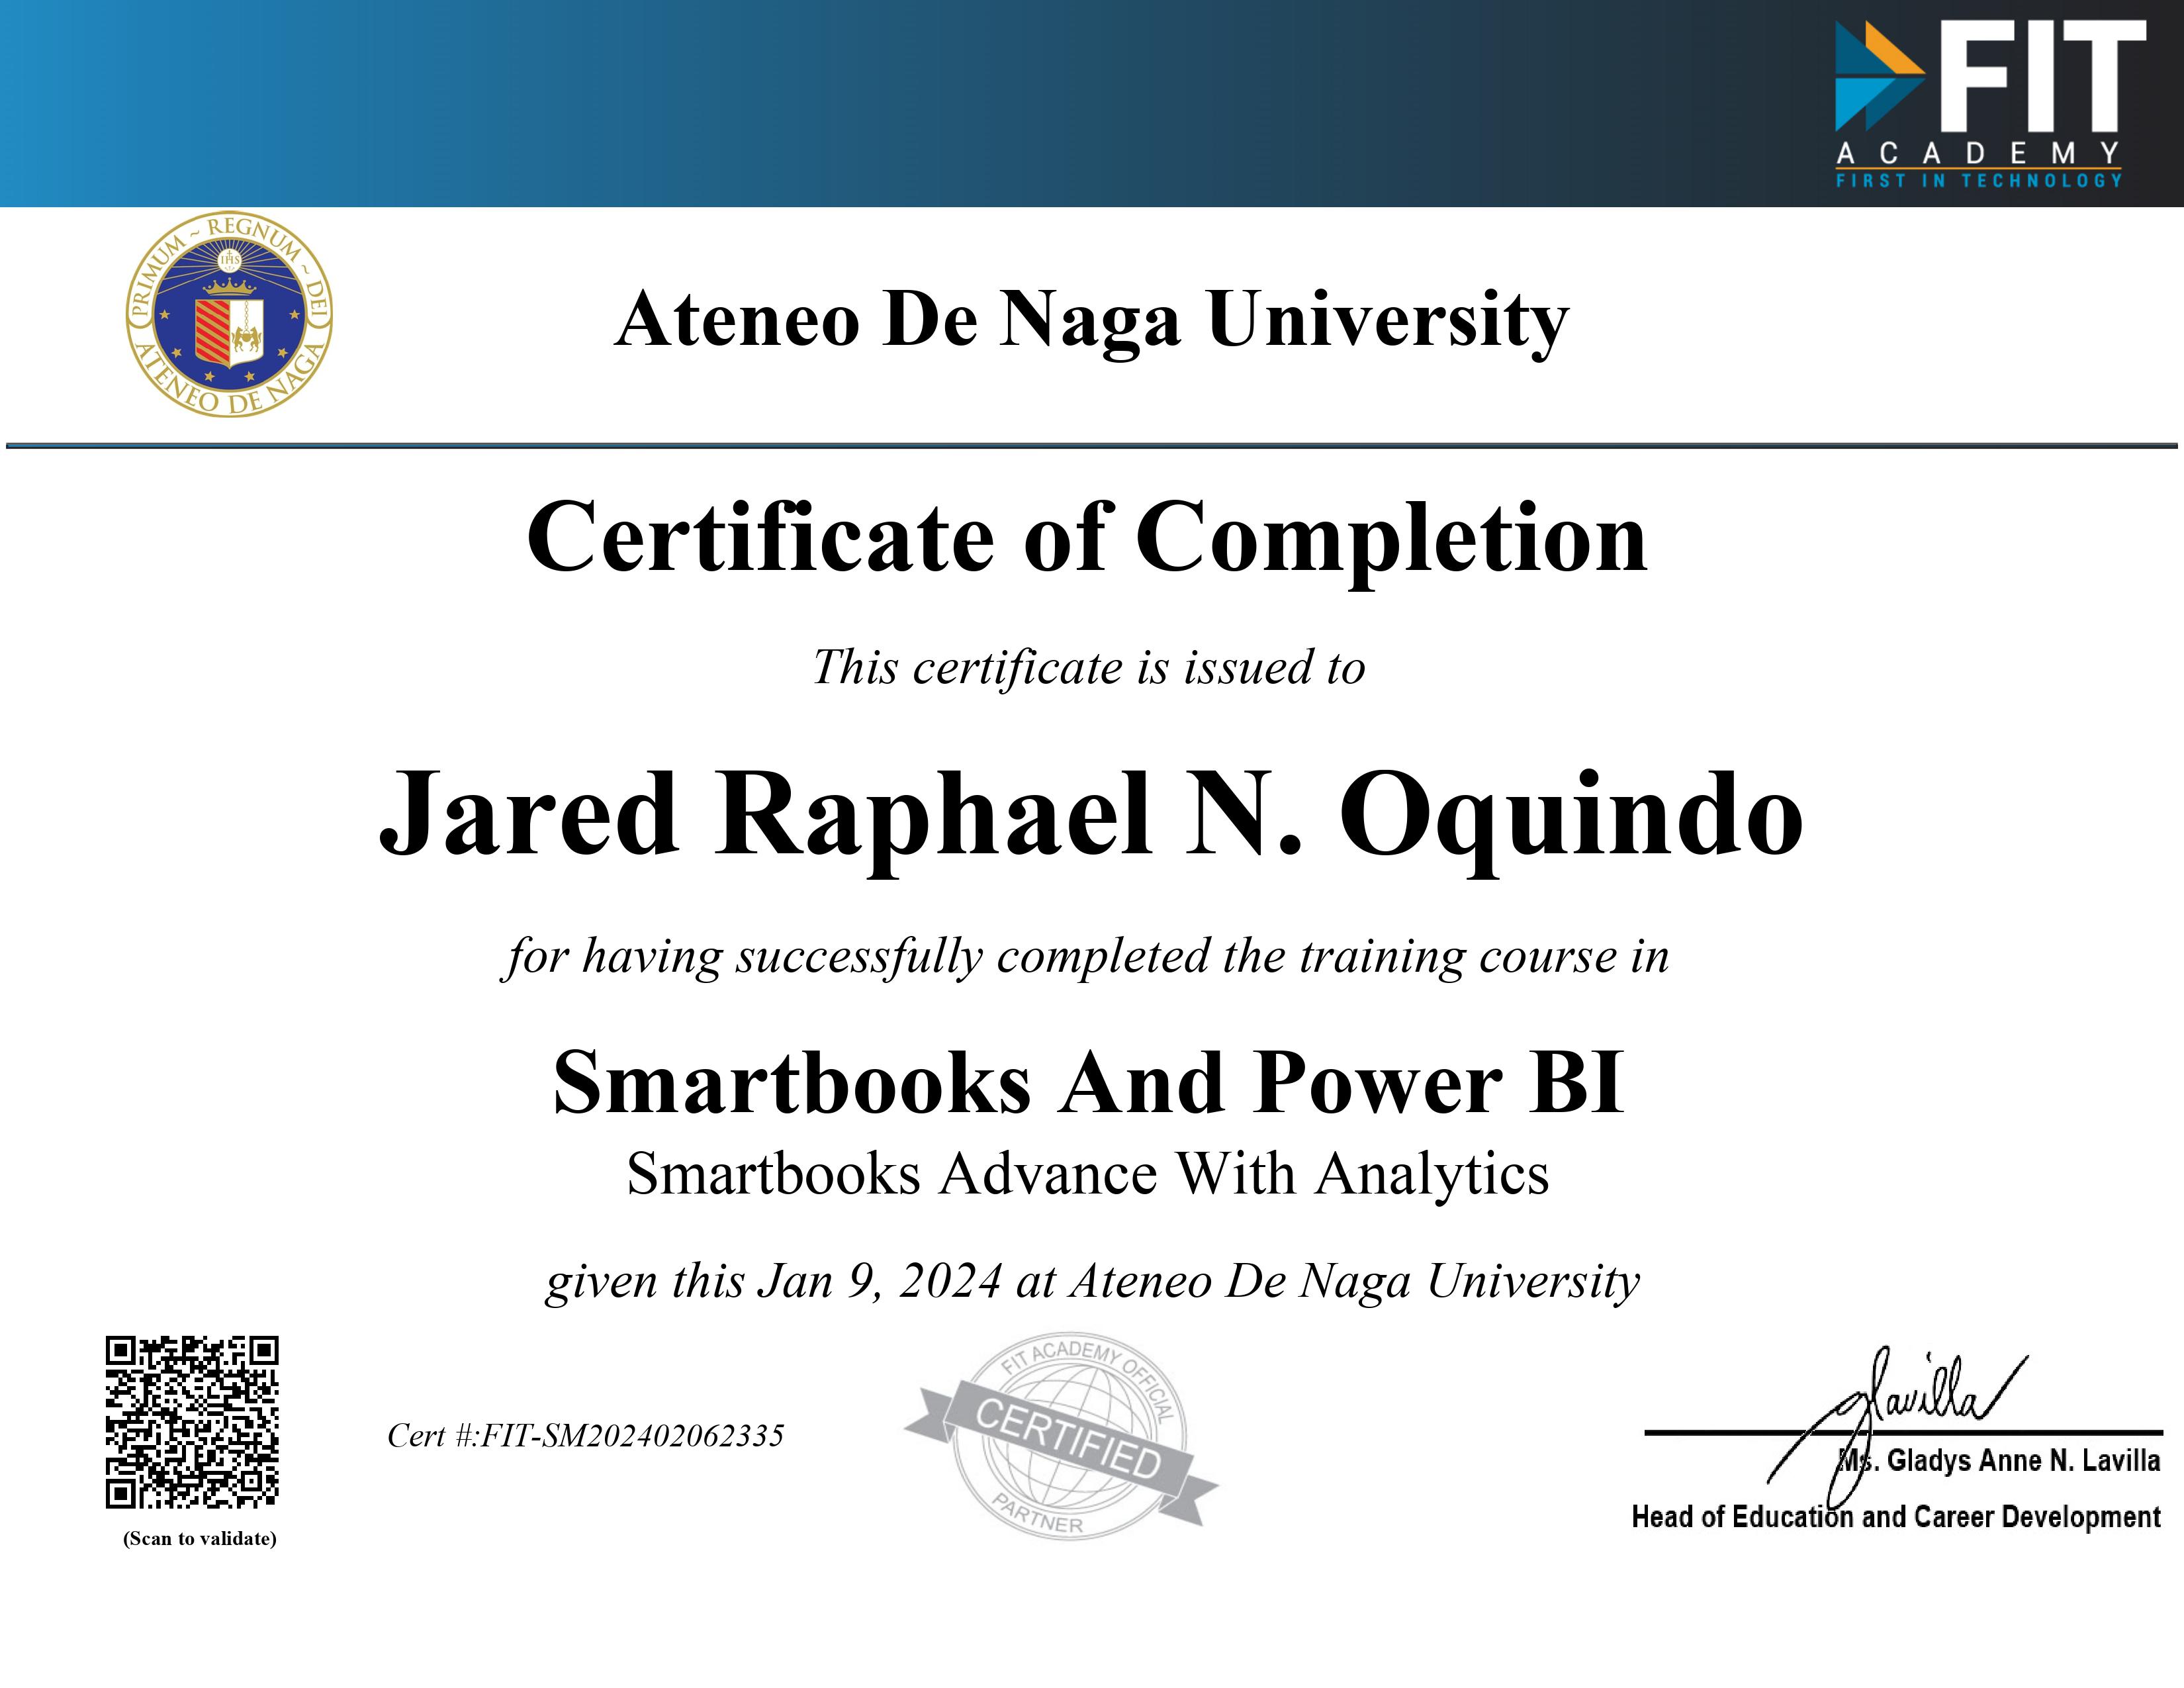 FIT
ACADEMY
FIRST IN TECHNOLOGY
PRIMUM ~ REGNUM ~ DEI
IHS
ATENEO DE NAGA
Ateneo De Naga University
Certificate of Completion
This certificate is issued to
Jared Raphael N. Oquindo
for having successfully completed the training course in
Smartbooks And Power BI
Smartbooks Advance With Analytics
given this Jan 9, 2024 at Ateneo De Naga University
(Scan to validate)
Cert #:FIT-SM202402062335
FIT ACADEMY OFFICIAL
CERTIFIED
PARTNER
glavilla
Ms. Gladys Anne N. Lavilla
Head of Education and Career Development